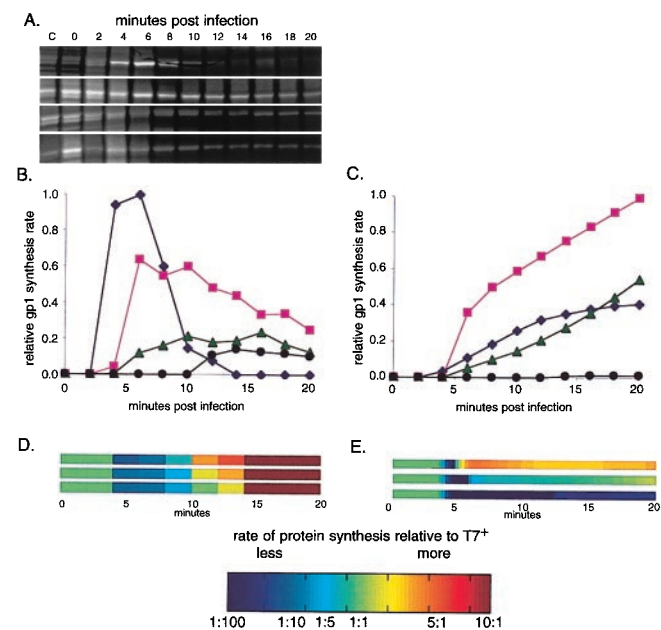 A.
minutes post infection
C 0 2 4 6 8 10 12 14 16 18 20
B.
C.
relative gp1 synthesis rate
1.0
0.8
0.6
0.4
0.2
0.0
0 5 10 15 20
minutes post infection
relative gp1 synthesis rate
1.0
0.8
0.6
0.4
0.2
0.0
0 5 10 15 20
minutes post infection
D.
E.
0 5 10 15 20
minutes
0 5 10 15 20
minutes
rate of protein synthesis relative to T7+
less more
1:100 1:10 1:5 1:1 5:1 10:1